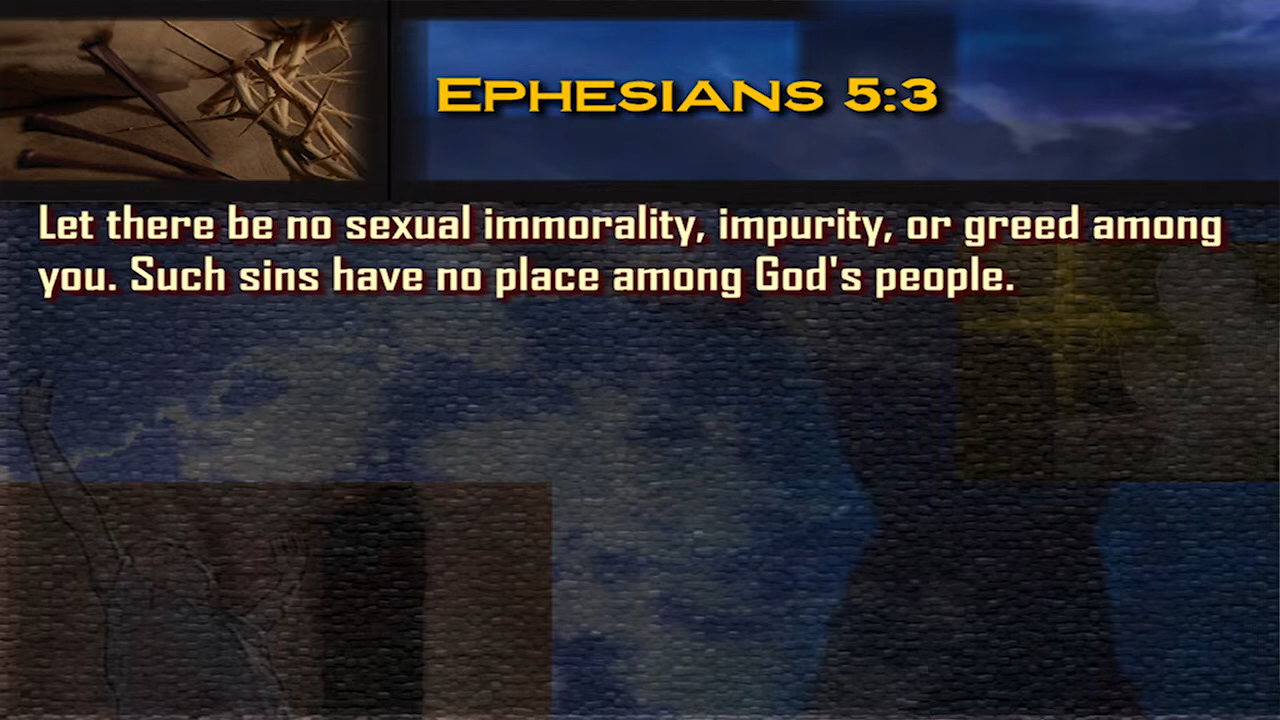 Ephesians 5:3
Let there be no sexual immorality, impurity, or greed among
you. Such sins have no place among God's people.